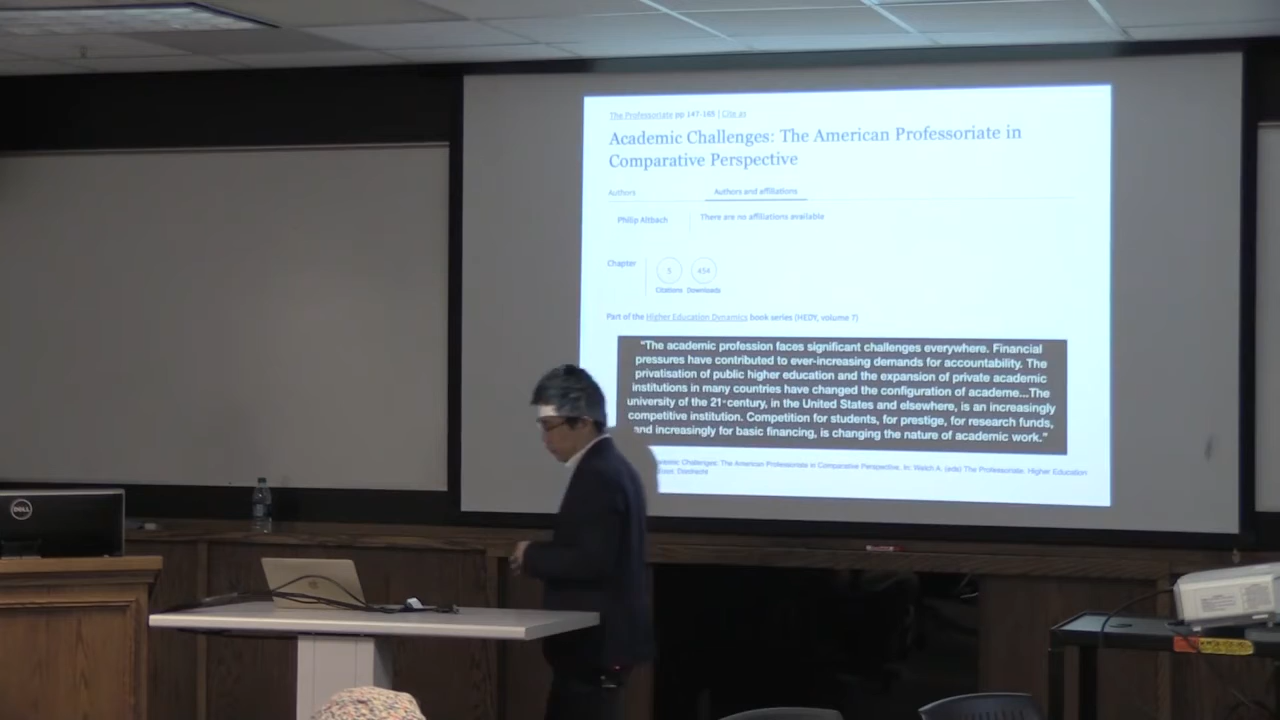 The Professoriate pp 147-165 | Cite as
Academic Challenges: The American Professoriate in
Comparative Perspective
Authors
Authors and affiliations
Philip Altbach
There are no affiliations available
Chapter
5
454
Citations
Downloads
Part of the Higher Education Dynamics book series (HEDY, volume 7)
"The academic profession faces significant challenges everywhere. Financial
pressures have contributed to ever-increasing demands for accountability. The
privatisation of public higher education and the expansion of private academic
institutions in many countries have changed the configuration of academe...The
university of the 21st century, in the United States and elsewhere, is an increasingly
competitive institution. Competition for students, for prestige, for research funds,
and increasingly for basic financing, is changing the nature of academic work."
Challenges: The American Professoriate in Comparative Perspective. In: Welch A. (eds) The Professoriate. Higher Education
Dordrecht
DELL